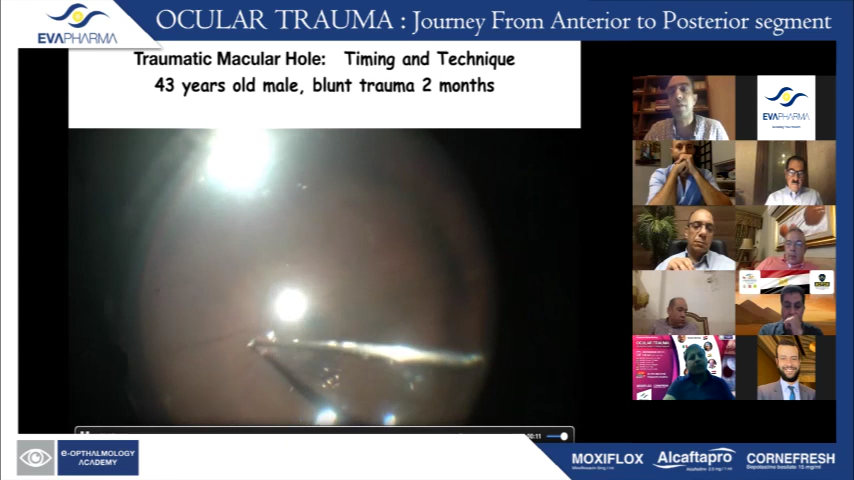 EVAPHARMA
OCULAR TRAUMA : Journey From Anterior to Posterior segment
Traumatic Macular Hole: Timing and Technique
43 years old male, blunt trauma 2 months
EVAPHARMA
OCULAR TRAUMA
e-OPTHALMOLOGY
ACADEMY
MOXIFLOX
Alcaftapro
CORNEFRESH